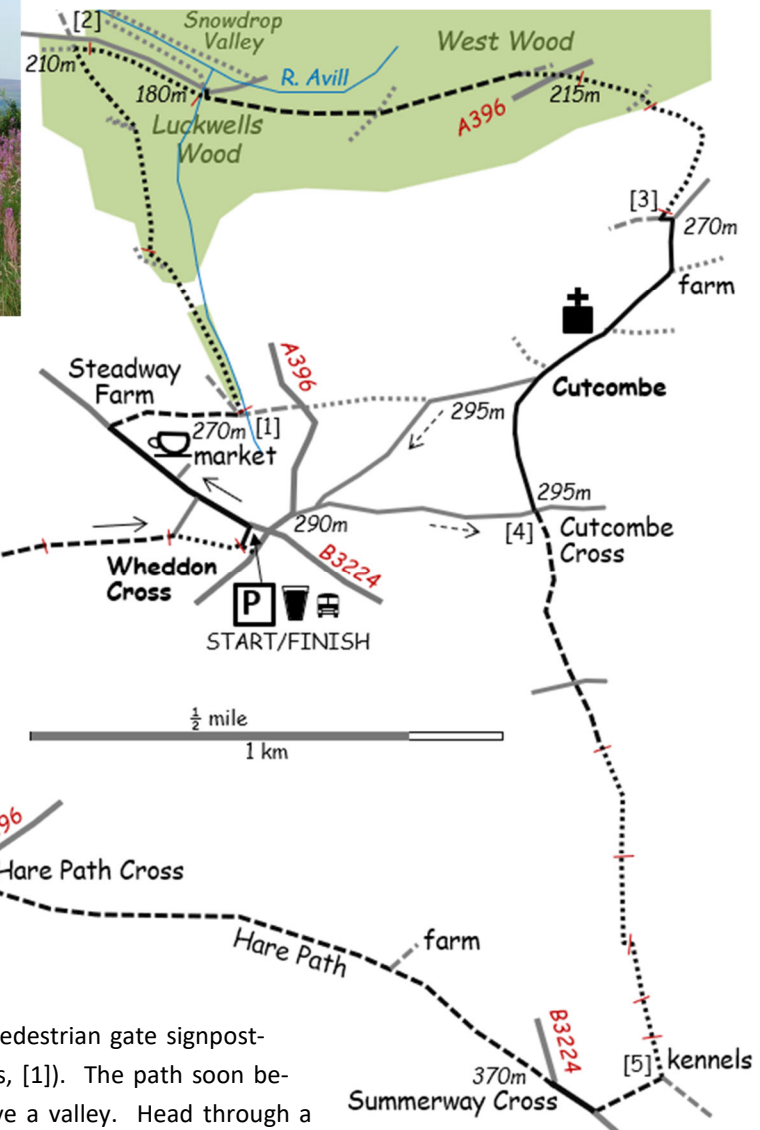 [2]
Snowdrop
Valley
West Wood
210m
R. Avill
180m
215m
A396
Luckwells
Wood
[3]
270m
farm
A396
Steadway
Farm
Cutcombe
295m
270m [1]
market
295m
290m
[4]
Cutcombe
Cross
Wheddon
Cross
B3224
P
START/FINISH
½ mile
1 km
96
Hare Path Cross
farm
Hare Path
B3224
[5] kennels
370m
Summerway Cross
edestrian gate signpost-
s, [1]). The path soon be-
ve a valley. Head through a